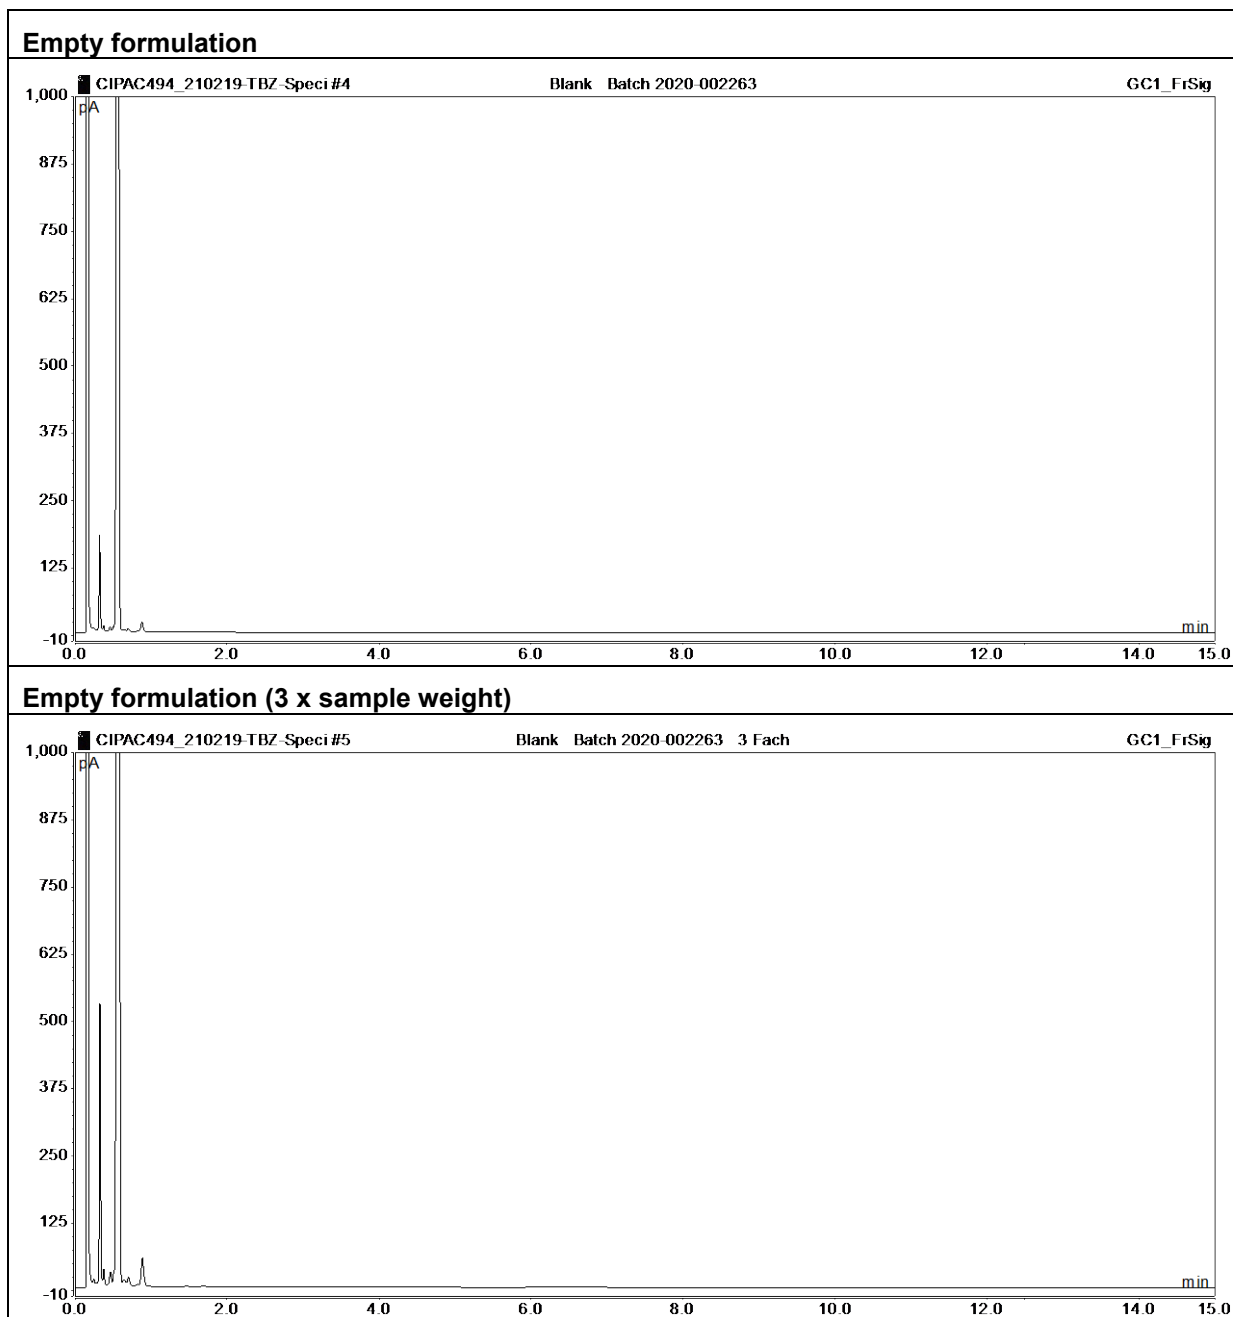 Empty formulation
CIPAC494_210219-TBZ-Speci #4 Blank Batch 2020-002263 GC1_FrSig
1,000
pA
875
750
625
500
375
250
125
-10
min
0.0 2.0 4.0 6.0 8.0 10.0 12.0 14.0 15.0
Empty formulation (3 x sample weight)
CIPAC494_210219-TBZ-Speci #5 Blank Batch 2020-002263 3 Fach GC1_FrSig
1,000
pA
875
750
625
500
375
250
125
-10
min
0.0 2.0 4.0 6.0 8.0 10.0 12.0 14.0 15.0